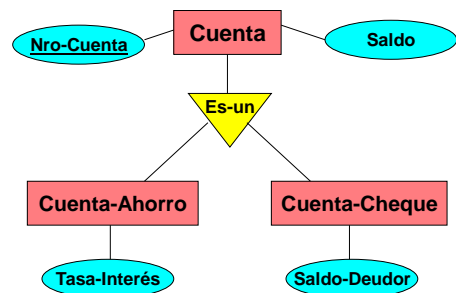 Cuenta
Nro-Cuenta
Saldo
Es-un
Cuenta-Ahorro
Cuenta-Cheque
Tasa-Interés
Saldo-Deudor